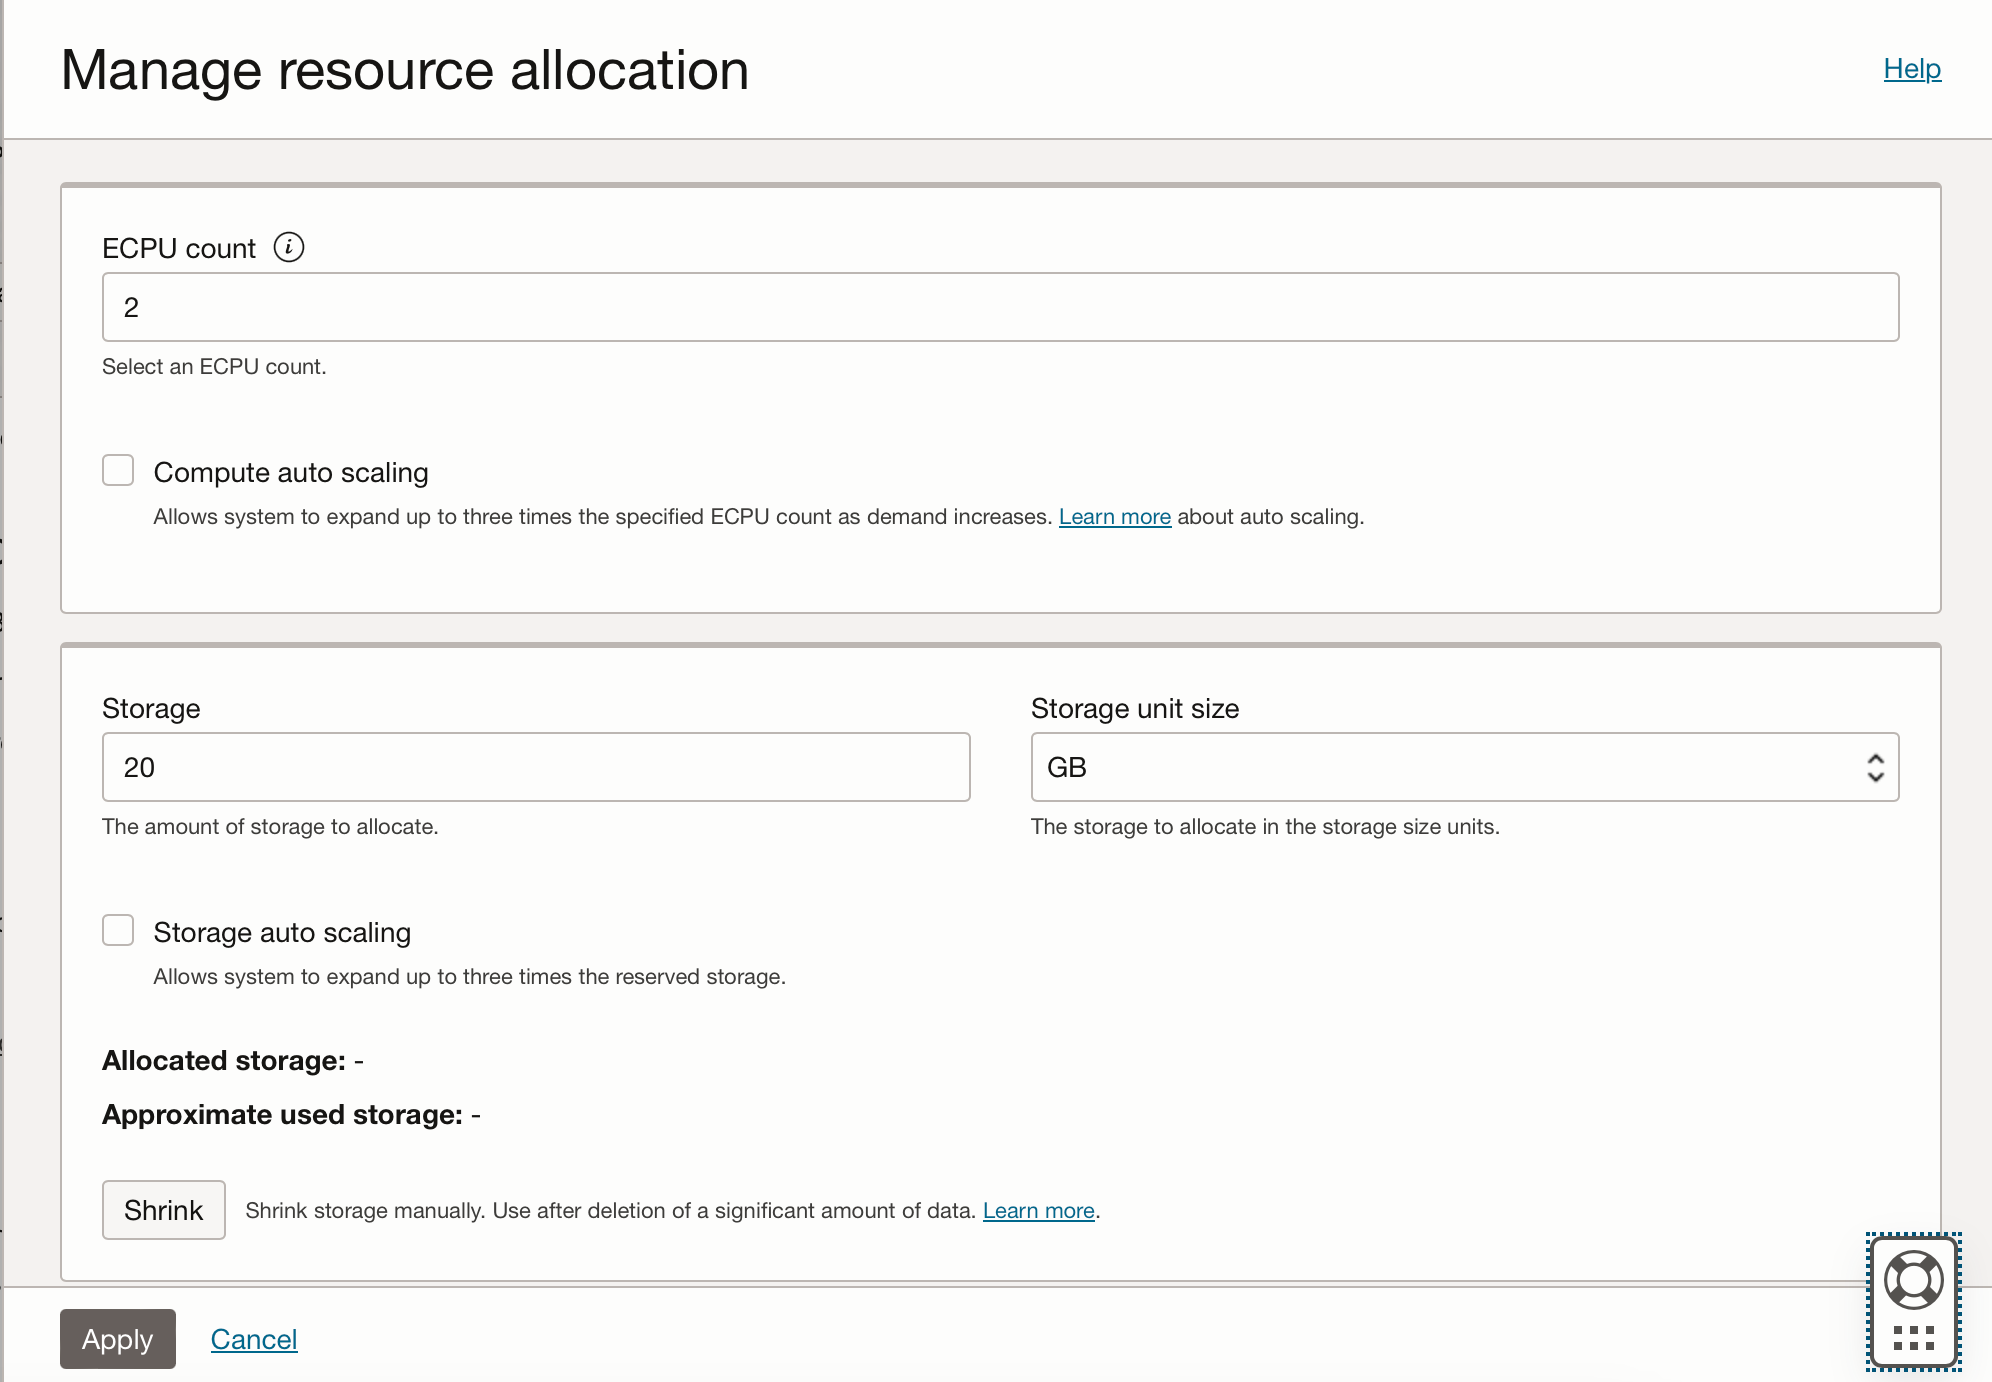 Manage resource allocation
Help
ECPU count
2
Select an ECPU count.
Compute auto scaling
Allows system to expand up to three times the specified ECPU count as demand increases. Learn more about auto scaling.
Storage
Storage unit size
20
GB
The amount of storage to allocate.
The storage to allocate in the storage size units.
Storage auto scaling
Allows system to expand up to three times the reserved storage.
Allocated storage: -
Approximate used storage: -
Shrink
Shrink storage manually. Use after deletion of a significant amount of data. Learn more.
Apply
Cancel